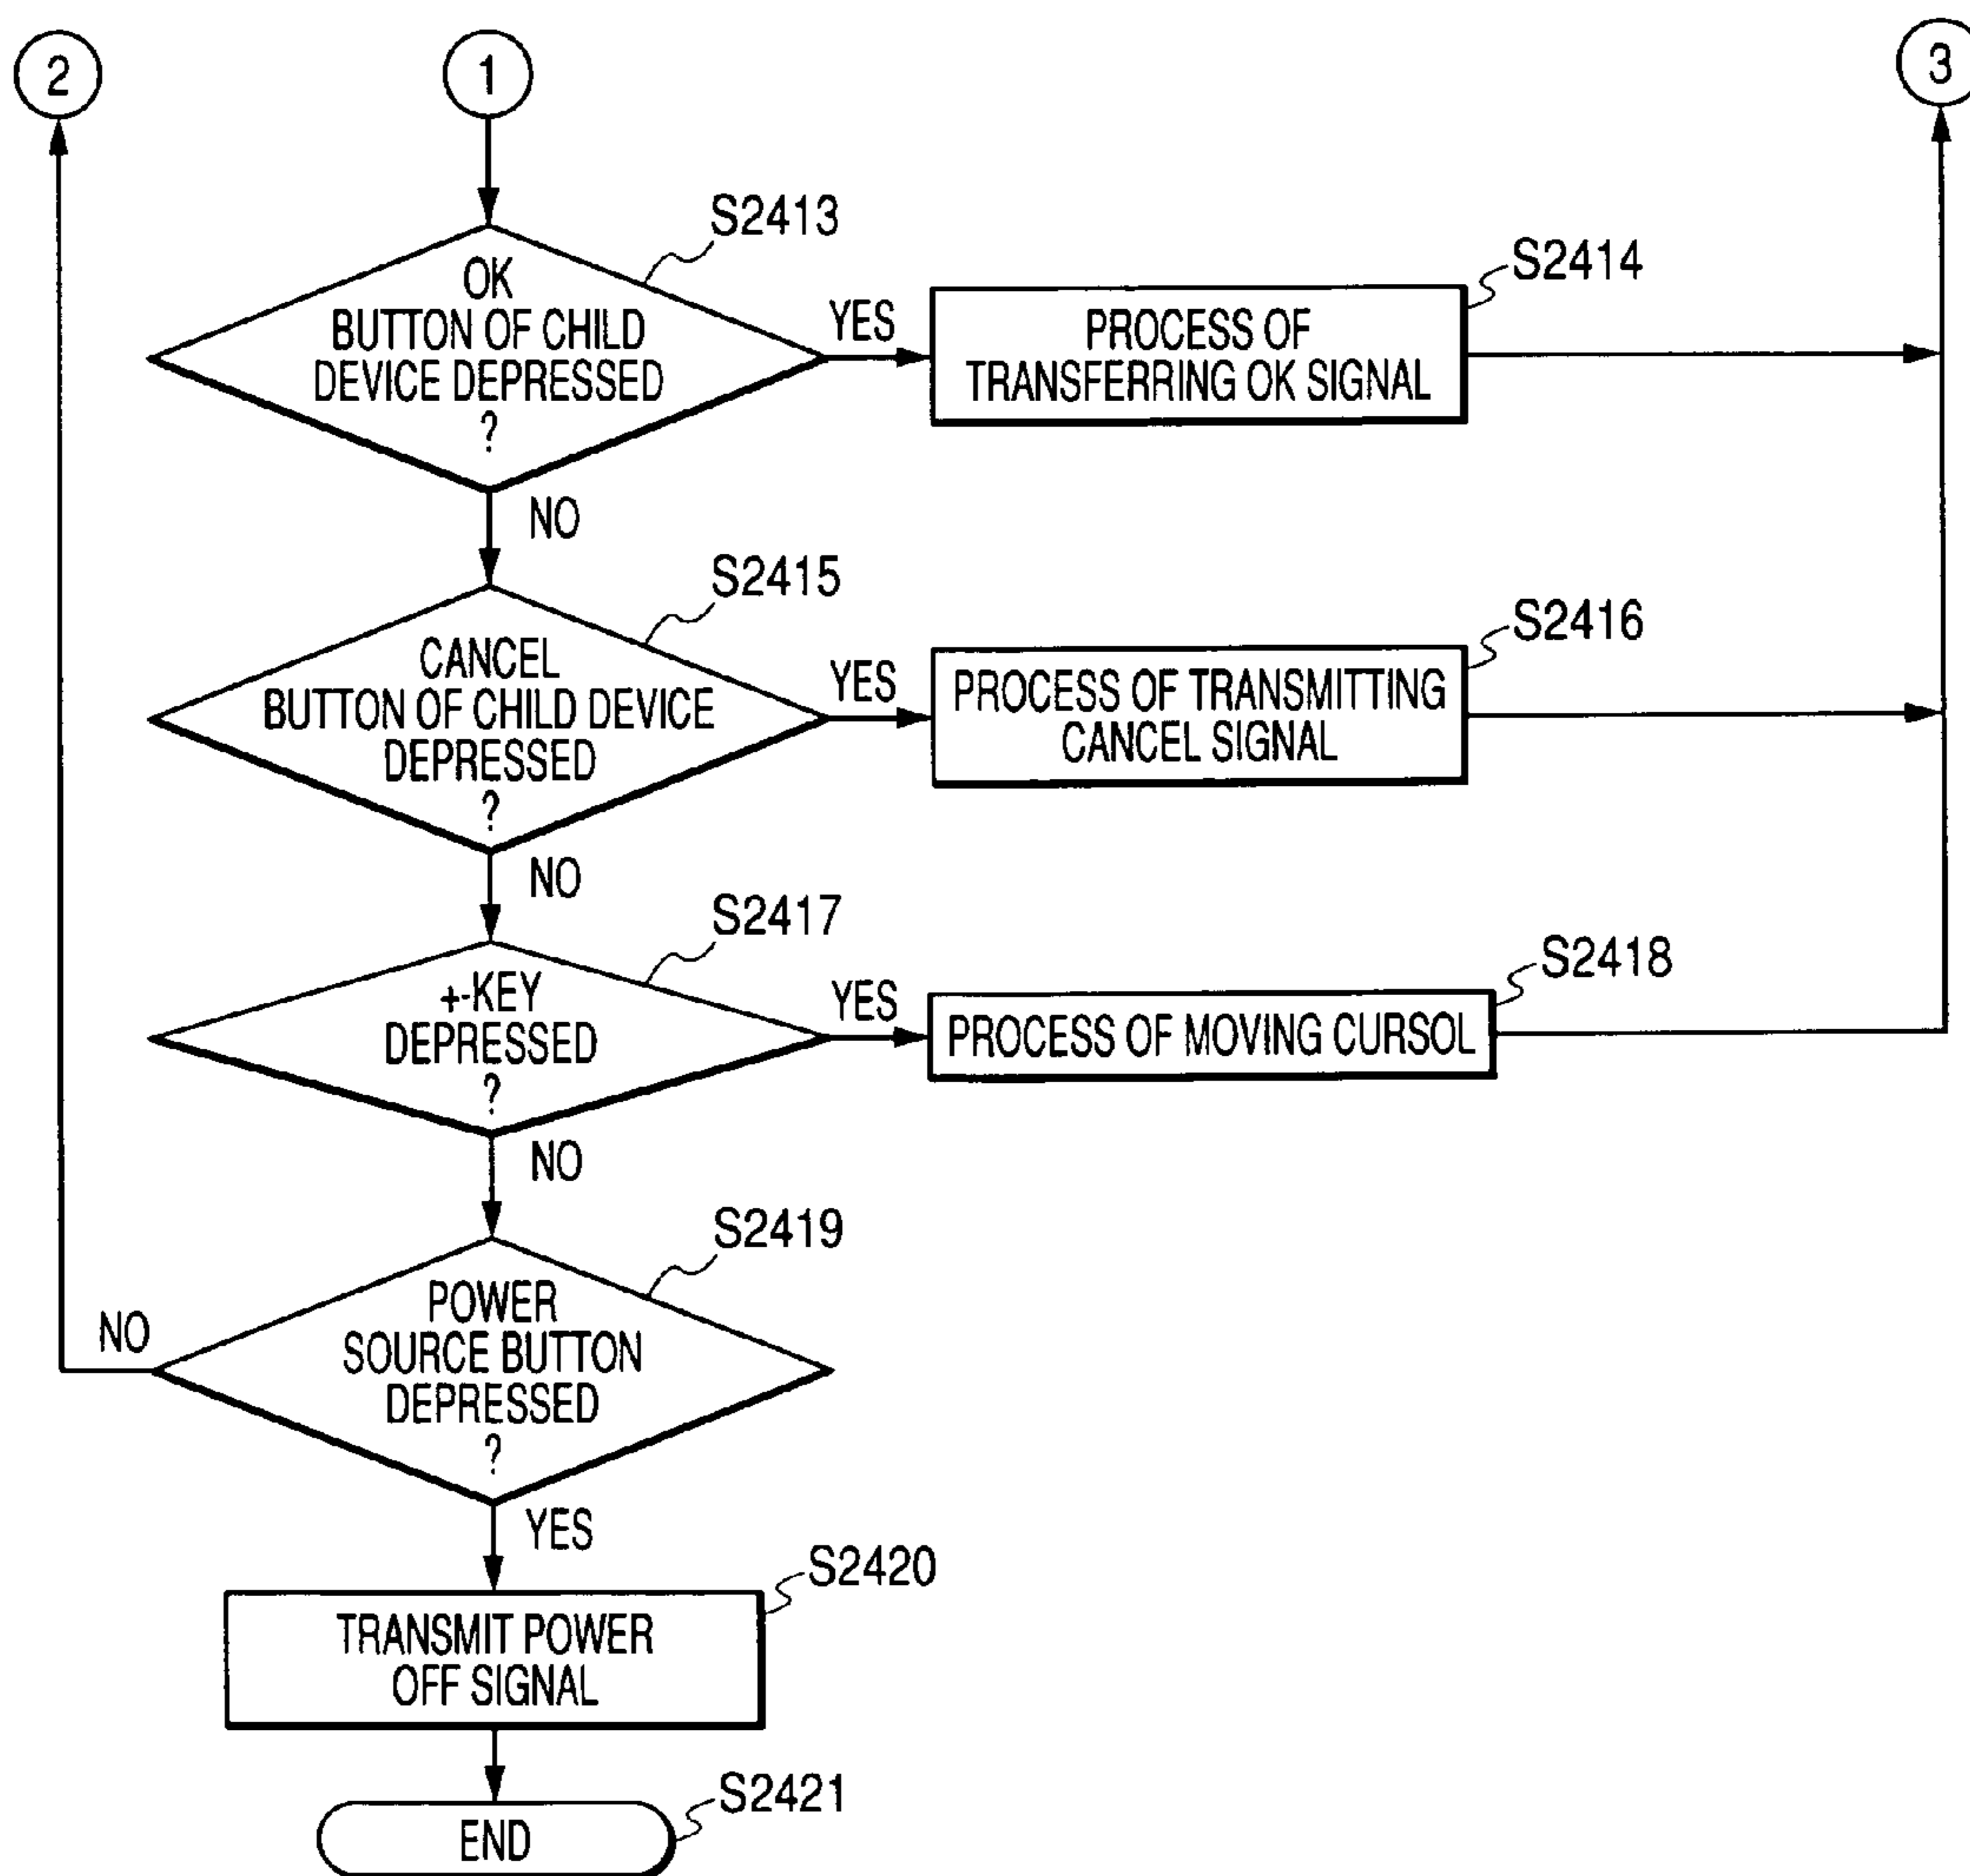 2
1
3
S2413
OK
BUTTON OF CHILD
DEVICE DEPRESSED
?
YES
S2414
PROCESS OF
TRANSFERRING OK SIGNAL
NO
S2415
CANCEL
BUTTON OF CHILD DEVICE
DEPRESSED
?
YES
S2416
PROCESS OF TRANSMITTING
CANCEL SIGNAL
NO
S2417
+-KEY
DEPRESSED
?
YES
S2418
PROCESS OF MOVING CURSOL
NO
S2419
POWER
SOURCE BUTTON
DEPRESSED
?
NO
YES
S2420
TRANSMIT POWER
OFF SIGNAL
S2421
END